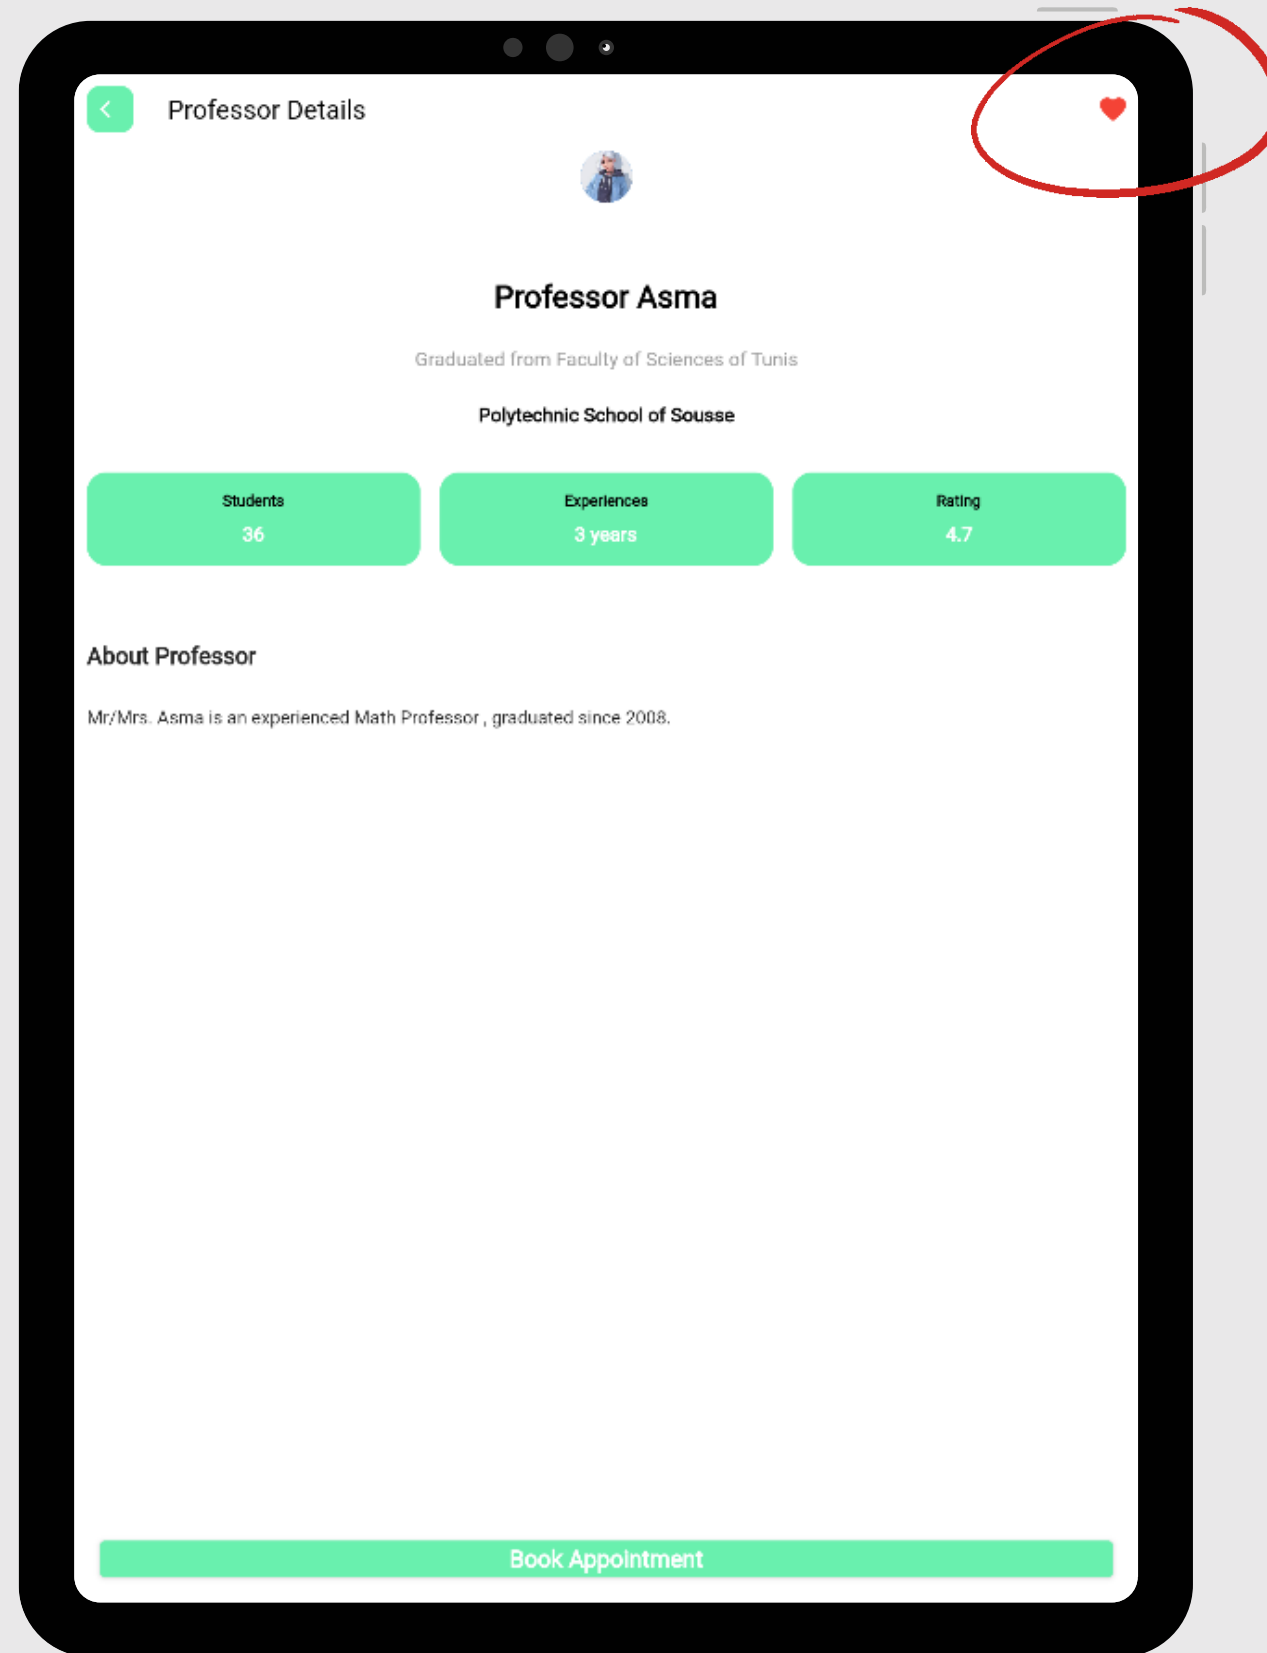 Professor Details
Professor Asma
Graduated from Faculty of Sciences of Tunis
Polytechnic School of Sousse
Students
36
Experiences
3 years
Rating
4.7
About Professor
Mr/Mrs. Asma is an experienced Math Professor , graduated since 2008.
Book Appointment